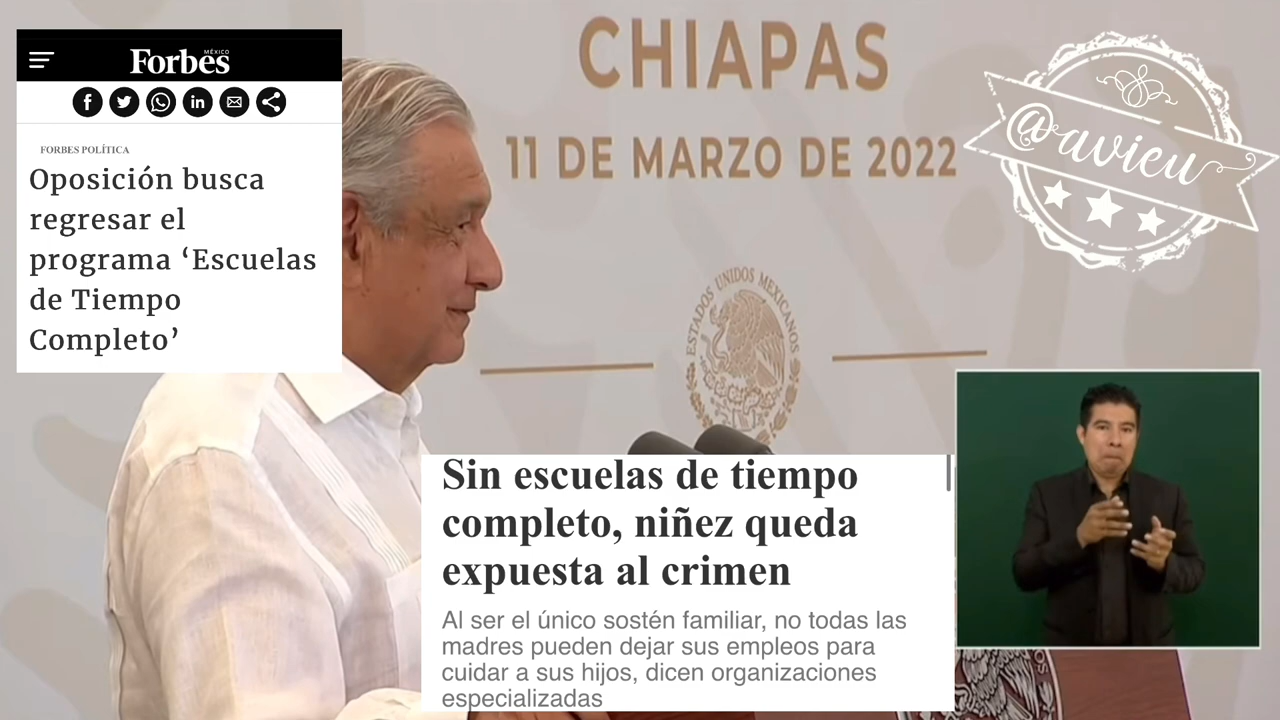 Forbes
MÉXICO
FORBES POLÍTICA
Oposición busca
regresar el
programa ‘Escuelas
de Tiempo
Completo’
CHIAPAS
11 DE MARZO DE 2022
@avieu
ESTADOS UNIDOS MEXICANOS
Sin escuelas de tiempo
completo, niñez queda
expuesta al crimen
Al ser el único sostén familiar, no todas las
madres pueden dejar sus empleos para
cuidar a sus hijos, dicen organizaciones
especializadas